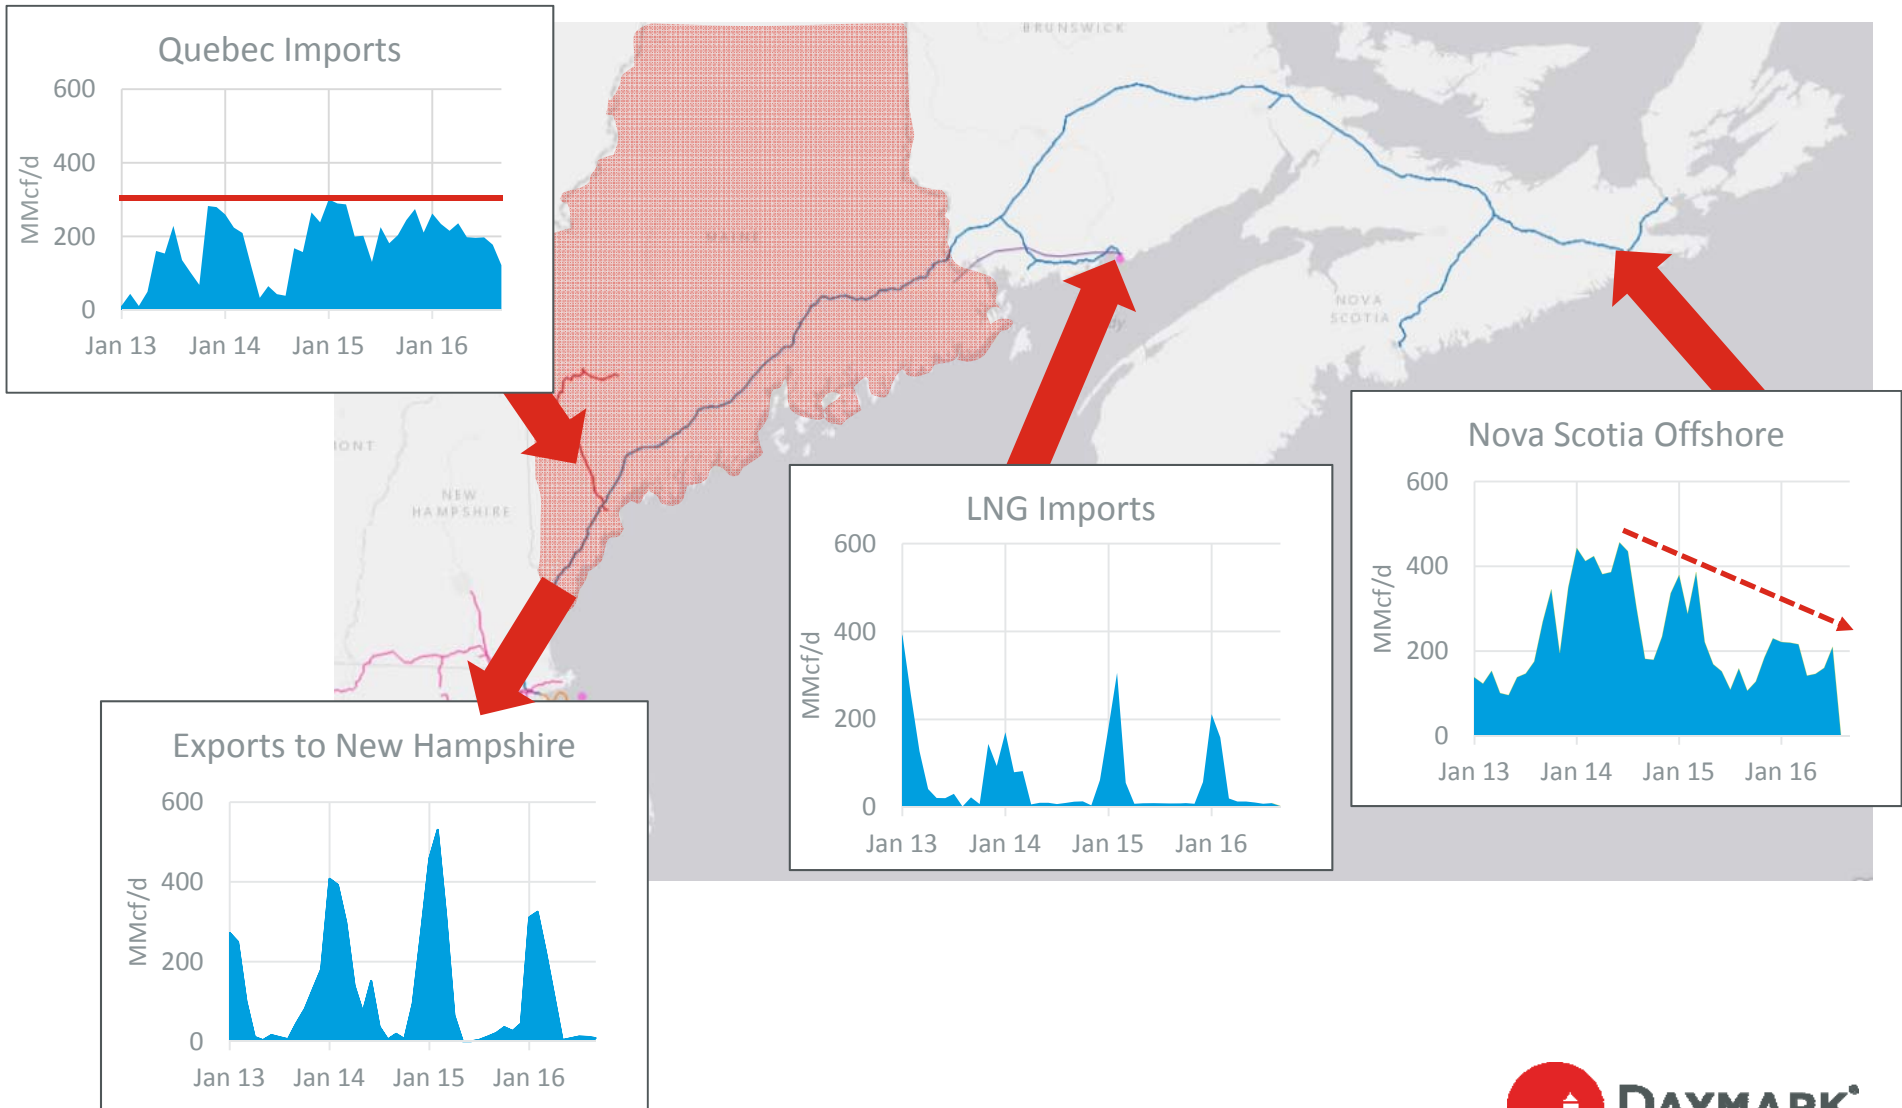 BRUNSWICK
Quebec Imports
600
400
200
0
MMcf/d
Jan 13
Jan 14
Jan 15
Jan 16
MAINE
NOVA
SCOTIA
MONT
NEW
HAMPSHIRE
Nova Scotia Offshore
600
400
200
0
MMcf/d
Jan 13
Jan 14
Jan 15
Jan 16
LNG Imports
600
400
200
0
MMcf/d
Jan 13
Jan 14
Jan 15
Jan 16
Exports to New Hampshire
600
400
200
0
MMcf/d
Jan 13
Jan 14
Jan 15
Jan 16
DAYMARK